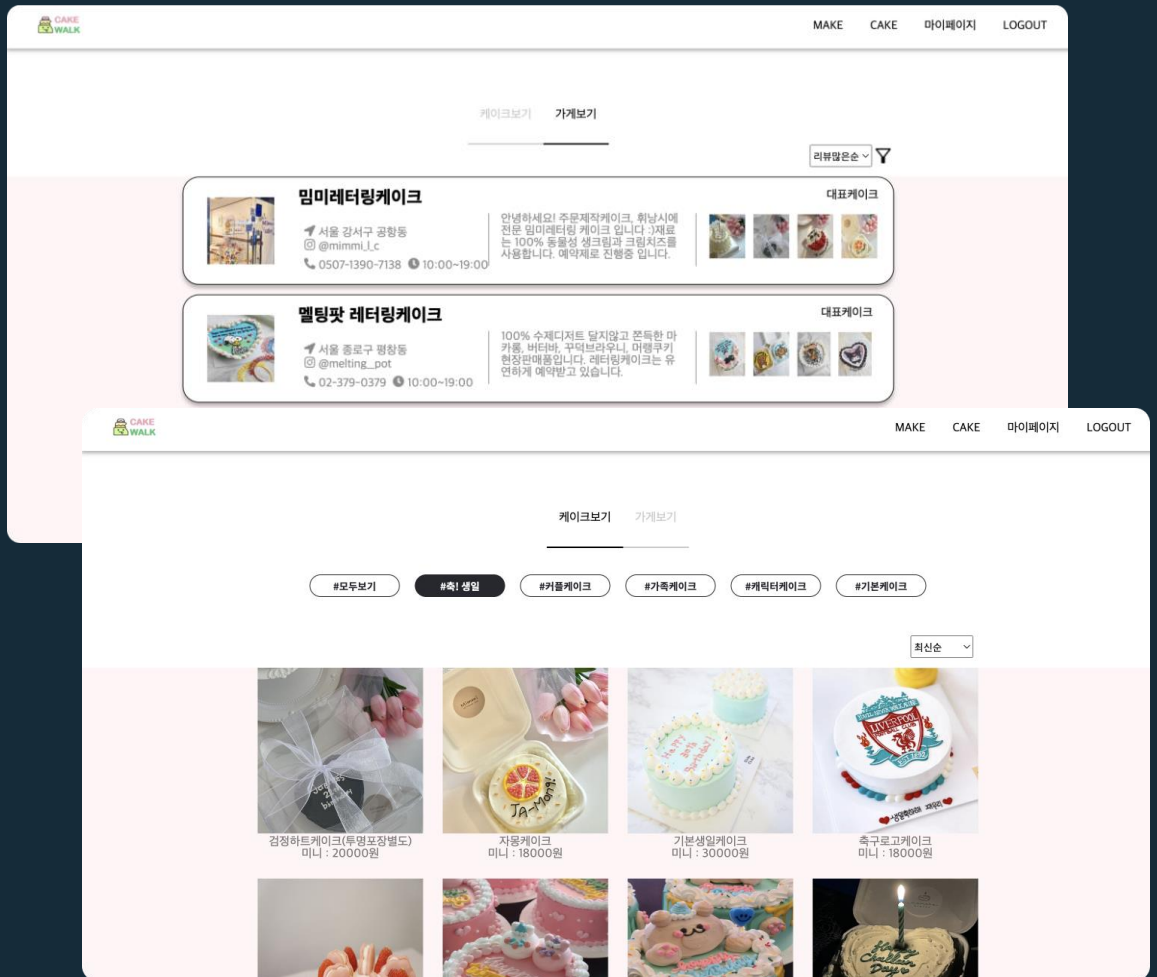 CAKE
WALK
MAKE CAKE 마이페이지 LOGOUT
케이크보기 가게보기
리뷰많은순
밈미레터링케이크
서울 강서구 공항동
@mimmi_l_c
0507-1390-7138 10:00~19:00
안녕하세요! 주문제작케이크, 휘낭시에
전문 밈미레터링 케이크 입니다 :)재료
는 100% 동물성 생크림과 크림치즈를
사용합니다. 예약제로 진행중 입니다.
대표케이크
멜팅팟 레터링케이크
서울 종로구 평창동
@melting__pot
02-379-0379 10:00~19:00
100% 수제디저트 달지않고 쫀득한 마
카롱, 버터바, 꾸덕브라우니, 머랭쿠키
현장판매품입니다. 레터링케이크는 유
연하게 예약받고 있습니다.
대표케이크
CAKE
WALK
MAKE CAKE 마이페이지 LOGOUT
케이크보기 가게보기
#모두보기 #축! 생일 #커플케이크 #가족케이크 #캐릭터케이크 #기본케이크
최신순
JA-Mong!
Happy
Birthday
LIVERPOOL
FOOTBALL CLUB
EST 1892
검정하트케이크(투명포장별도)
미니 : 20000원
자몽케이크
미니 : 18000원
기본생일케이크
미니 : 30000원
축구로고케이크
미니 : 18000원